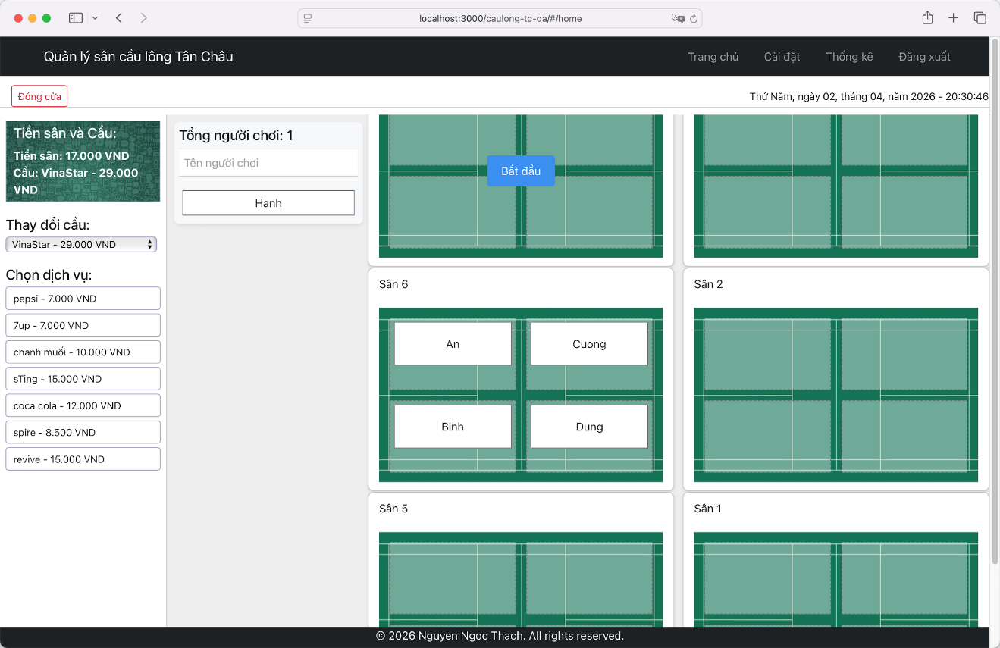 localhost:3000/caulong-tc-qa/#/home
Quản lý sân cầu lông Tân Châu
Trang chủ
Cài đặt
Thống kê
Đăng xuất
Đóng cửa
Thứ Năm, ngày 02, tháng 04, năm 2026 - 20:30:46
Tiền sân và Cầu:
Tiền sân: 17.000 VND
Cầu: VinaStar - 29.000
VND
Thay đổi cầu:
VinaStar - 29.000 VND
Chọn dịch vụ:
pepsi - 7.000 VND
7up - 7.000 VND
chanh muối - 10.000 VND
sTing - 15.000 VND
coca cola - 12.000 VND
spire - 8.500 VND
revive - 15.000 VND
Tổng người chơi: 1
Tên người chơi
Hanh
Bắt đầu
Sân 6
An
Cuong
Binh
Dung
Sân 2
Sân 5
Sân 1
© 2026 Nguyen Ngoc Thach. All rights reserved.